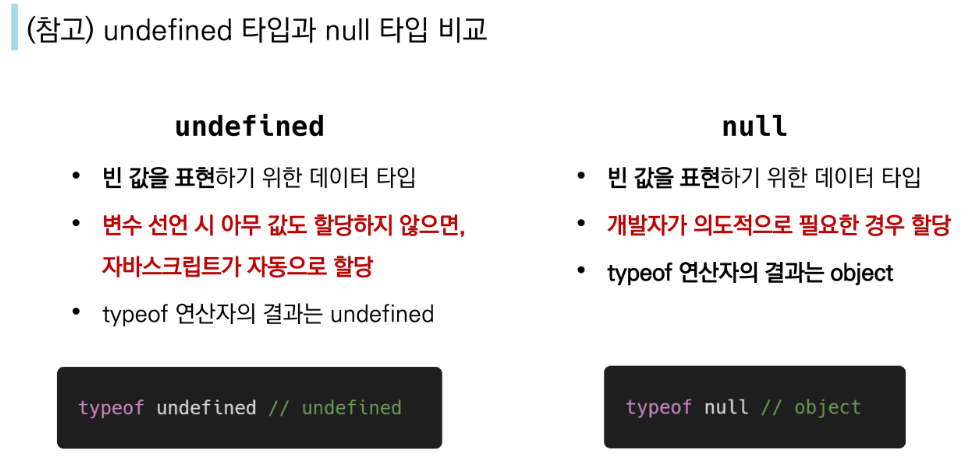 (참고) undefined 타입과 null 타입 비교
undefined
• 빈 값을 표현하기 위한 데이터 타입
• 변수 선언 시 아무 값도 할당하지 않으면,
자바스크립트가 자동으로 할당
• typeof 연산자의 결과는 undefined
typeof undefined // undefined
null
• 빈 값을 표현하기 위한 데이터 타입
• 개발자가 의도적으로 필요한 경우 할당
• typeof 연산자의 결과는 object
typeof null // object